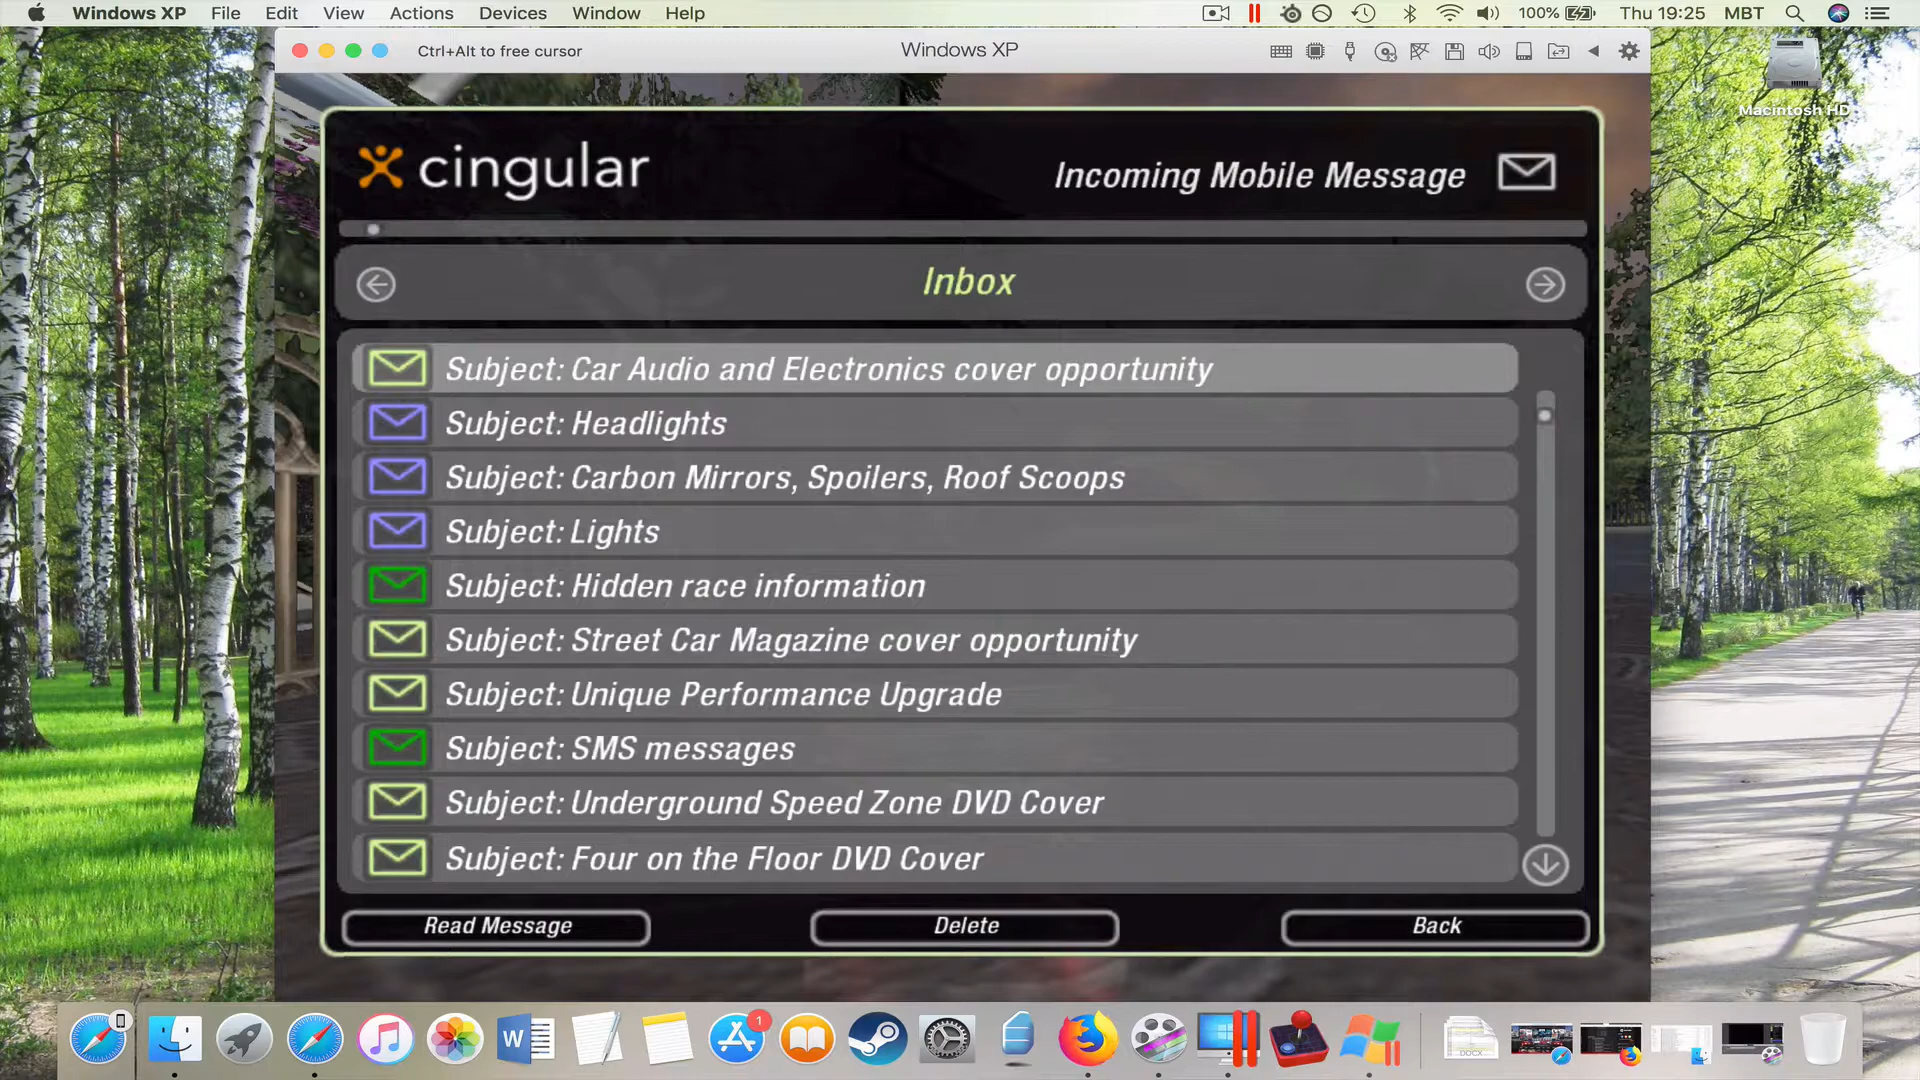 Windows XP File Edit View Actions Devices Window Help 100% Thu 19:25 MBT
Ctrl+Alt to free cursor Windows XP
Macintosh HD
cingular Incoming Mobile Message
Inbox
Subject: Car Audio and Electronics cover opportunity
Subject: Headlights
Subject: Carbon Mirrors, Spoilers, Roof Scoops
Subject: Lights
Subject: Hidden race information
Subject: Street Car Magazine cover opportunity
Subject: Unique Performance Upgrade
Subject: SMS messages
Subject: Underground Speed Zone DVD Cover
Subject: Four on the Floor DVD Cover
Read Message Delete Back
1
W
DOCX